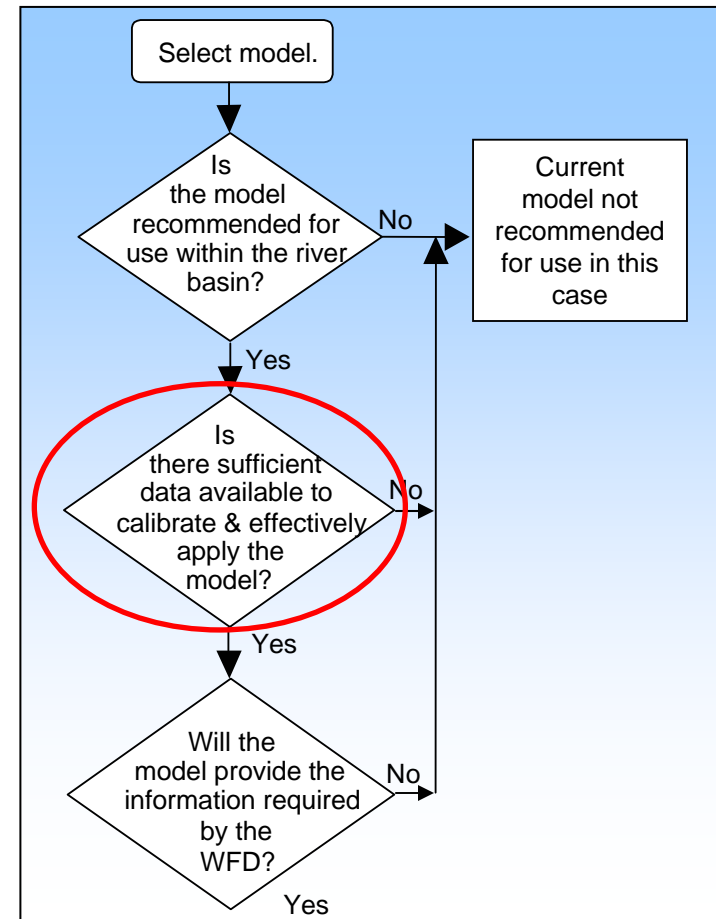 Select model.
Is
the model
recommended for
use within the river
basin?
No
Current
model not
recommended
for use in this
case
Yes
Is
there sufficient
data available to
calibrate & effectively
apply the
model?
No
Yes
Will the
model provide the
information required
by the
WFD?
No
Yes